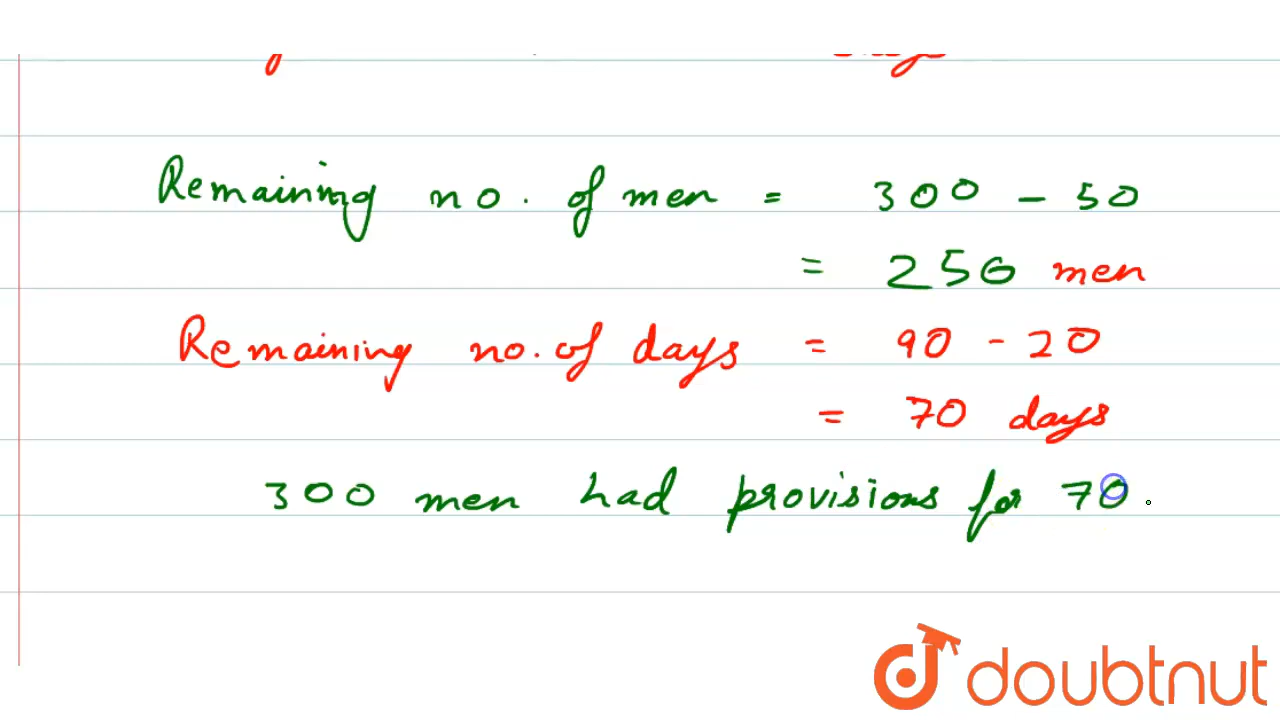 Remaining no. of men = 300 - 50
= 250 men
Remaining no. of days = 90 - 20
= 70 days
300 men had provisions for 70
doubtnut